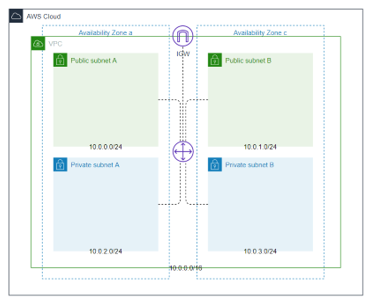 AWS Cloud
Availability Zone a
Availability Zone c
VPC
IGW
Public subnet A
Public subnet B
10.0.0.0/24
10.0.1.0/24
Private subnet A
Private subnet B
10.0.2.0/24
10.0.3.0/24
10.0.0.0/16